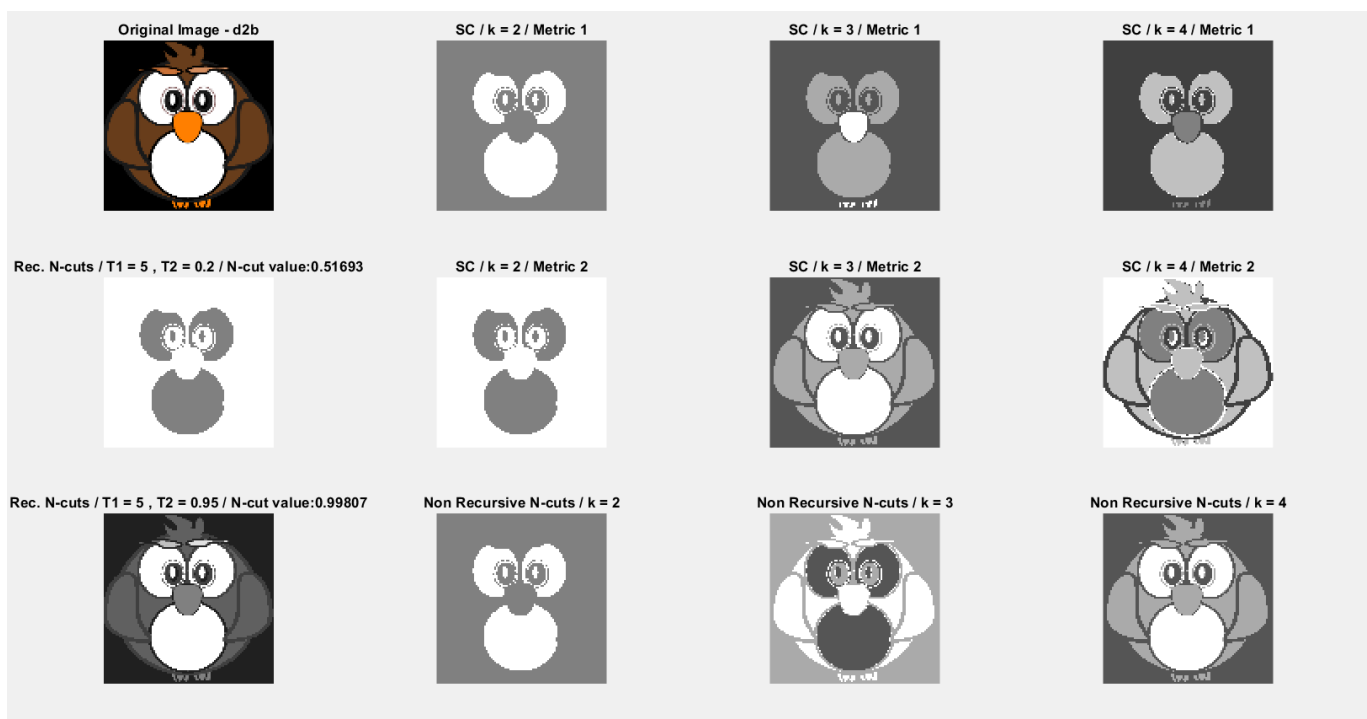 Original Image - d2b
SC / k = 2 / Metric 1
SC / k = 3 / Metric 1
SC / k = 4 / Metric 1
Rec. N-cuts / T1 = 5 , T2 = 0.2 / N-cut value:0.51693
SC / k = 2 / Metric 2
SC / k = 3 / Metric 2
SC / k = 4 / Metric 2
Rec. N-cuts / T1 = 5 , T2 = 0.95 / N-cut value:0.99807
Non Recursive N-cuts / k = 2
Non Recursive N-cuts / k = 3
Non Recursive N-cuts / k = 4